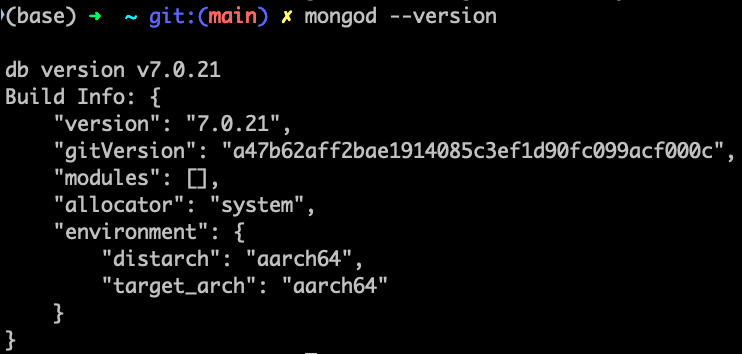 (base) ➜ ~ git:(main) ✗ mongod --version
db version v7.0.21
Build Info: {
    "version": "7.0.21",
    "gitVersion": "a47b62aff2bae1914085c3ef1d90fc099acf000c",
    "modules": [],
    "allocator": "system",
    "environment": {
        "distarch": "aarch64",
        "target_arch": "aarch64"
    }
}